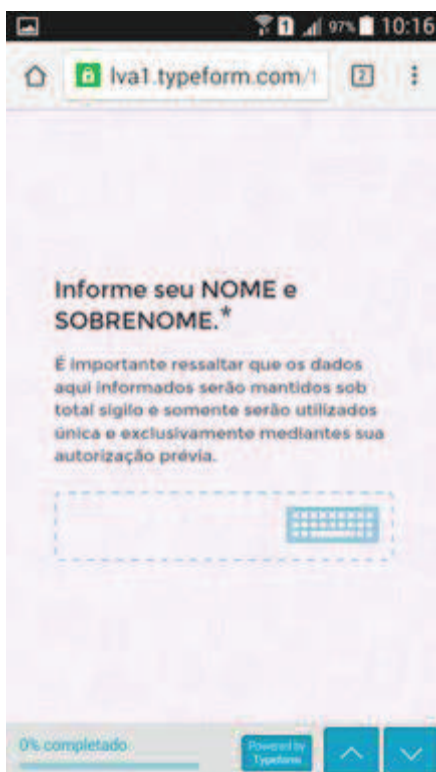 97% 10:16
lva1.typeform.com/t
2
Informe seu NOME e
SOBRENOME.*
É importante ressaltar que os dados
aqui informados serão mantidos sob
total sigilo e somente serão utilizados
única e exclusivamente mediantes sua
autorização prévia.
0% completado
Powered by
Typeform